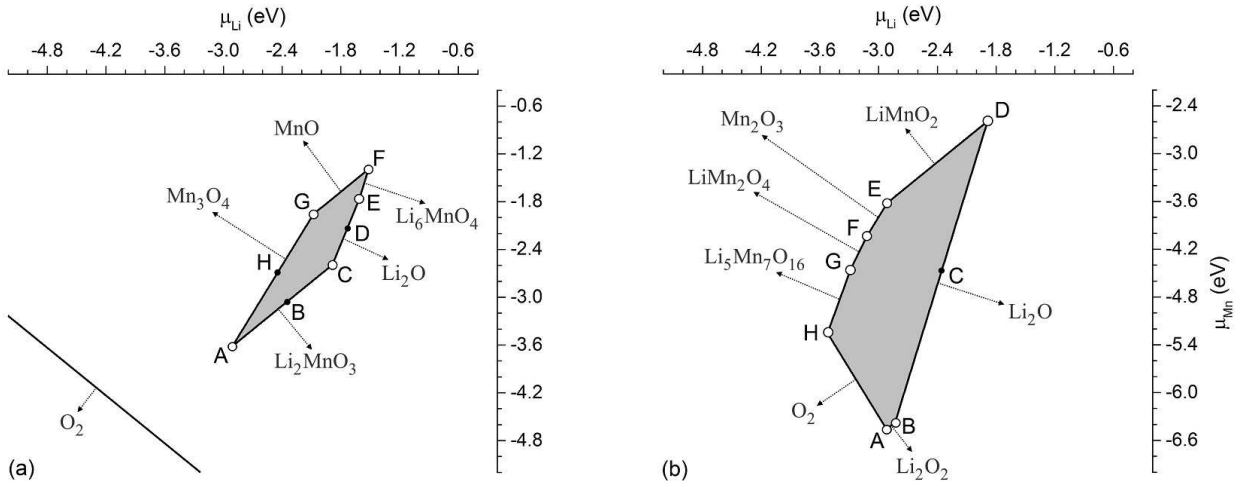 μLi (eV)
-4.8 -4.2 -3.6 -3.0 -2.4 -1.8 -1.2 -0.6
-0.6
-1.2
-1.8
-2.4
-3.0
-3.6
-4.2
-4.8
MnO
F
Mn3O4
G
E
Li6MnO4
D
H
C
Li2O
B
A
Li2MnO3
O2
(a)
μLi (eV)
-4.8 -4.2 -3.6 -3.0 -2.4 -1.8 -1.2 -0.6
μMn (eV)
-2.4
-3.0
-3.6
-4.2
-4.8
-5.4
-6.0
-6.6
Mn2O3
LiMnO2
D
LiMn2O4
E
F
Li5Mn7O16
G
C
Li2O
H
O2
A
B
Li2O2
(b)